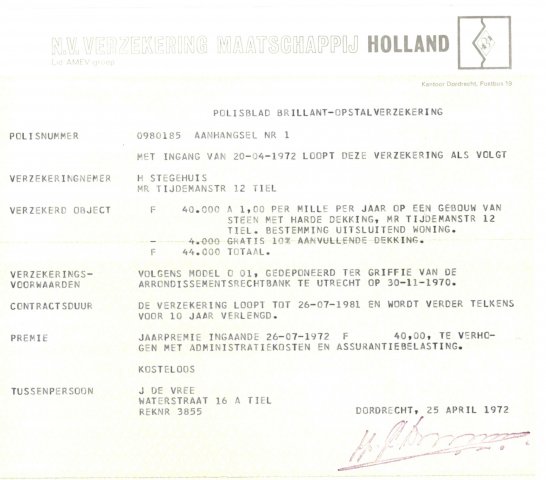 N.V. VERZEKERING MAATSCHAPPIJ HOLLAND
Lid AMEV groep
Kantoor Dordrecht, Postbus 18
POLISBLAD BRILLANT-OPSTALVERZEKERING
POLISNUMMER 0980185 AANHANGSEL NR 1
MET INGANG VAN 20-04-1972 LOOPT DEZE VERZEKERING ALS VOLGT
VERZEKERINGNEMER H STEGEHUIS
MR TIJDEMANSTR 12 TIEL
VERZEKERD OBJECT F 40.000 A 1,00 PER MILLE PER JAAR OP EEN GEBOUW VAN
STEEN MET HARDE DEKKING, MR TIJDEMANSTR 12
TIEL. BESTEMMING UITSLUITEND WONING.
- 4.000 GRATIS 10% AANVULLENDE DEKKING.
F 44.000 TOTAAL.
VERZEKERINGS- VOLGENS MODEL O 01, GEDEPONEERD TER GRIFFIE VAN DE
VOORWAARDEN ARRONDISSEMENTSRECHTBANK TE UTRECHT OP 30-11-1970.
CONTRACTSDUUR DE VERZEKERING LOOPT TOT 26-07-1981 EN WORDT VERDER TELKENS
VOOR 10 JAAR VERLENGD.
PREMIE JAARPREMIE INGAANDE 26-07-1972 F 40,00, TE VERHO-
GEN MET ADMINISTRATIEKOSTEN EN ASSURANTIEBELASTING.
KOSTELOOS
TUSSENPERSOON J DE VREE
WATERSTRAAT 16 A TIEL
REKNR 3855 DORDRECHT, 25 APRIL 1972